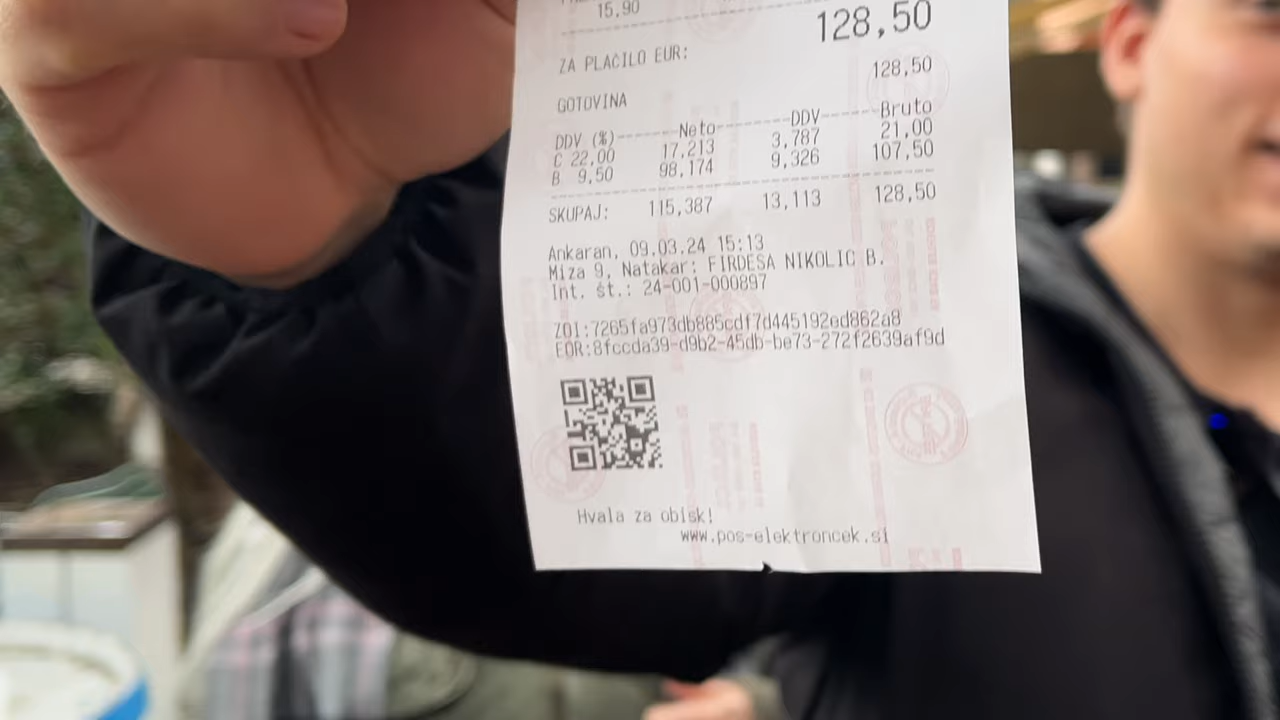 15,90
128,50
ZA PLAČILO EUR:
128,50
GOTOVINA
DDV (%)-------Neto---------DDV-------Bruto
C 22,00 17,213 3,787 21,00
B 9,50 98,174 9,326 107,50
SKUPAJ: 115,387 13,113 128,50
Ankaran, 09.03.24 15:13
Miza 9, Natakar: FIRDESA NIKOLIC B.
Int. št.: 24-001-000897
ZOI:7265fa973db885cdf7d445192ed862a8
EOR:8fccda39-d9b2-45db-be73-272f2639af9d
Hvala za obisk!
www.pos-elektroncek.si